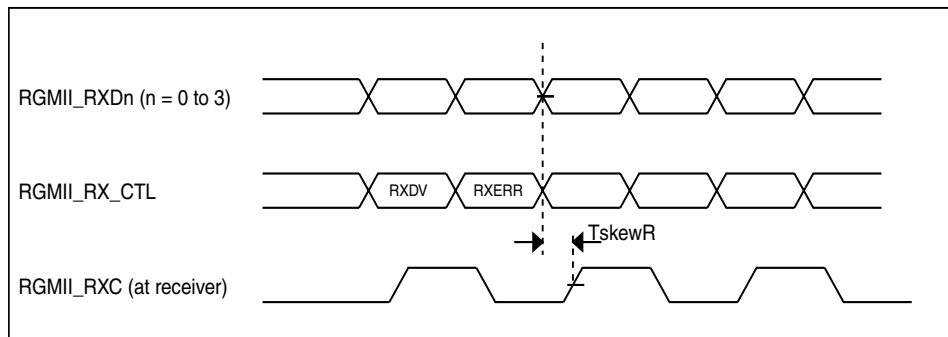 RGMII_RXDn (n = 0 to 3)
RGMII_RX_CTL
RXDV
RXERR
TskewR
RGMII_RXC (at receiver)